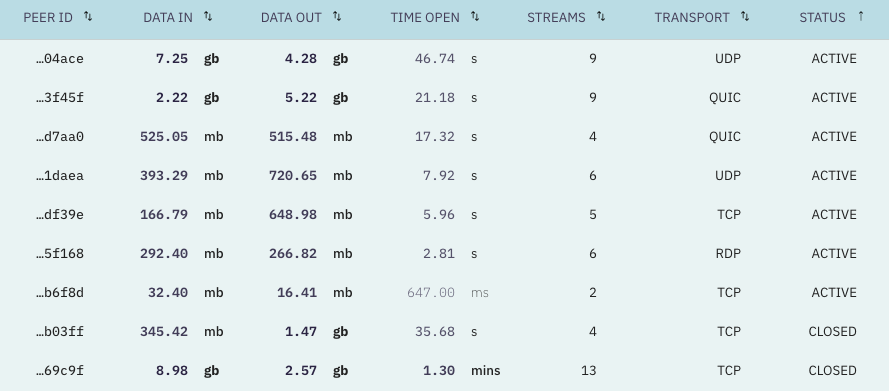 PEER ID ⇅ DATA IN ⇅ DATA OUT ⇅ TIME OPEN ⇅ STREAMS ⇅ TRANSPORT ⇅ STATUS ↑
…04ace 7.25 gb 4.28 gb 46.74 s 9 UDP ACTIVE
…3f45f 2.22 gb 5.22 gb 21.18 s 9 QUIC ACTIVE
…d7aa0 525.05 mb 515.48 mb 17.32 s 4 QUIC ACTIVE
…1daea 393.29 mb 720.65 mb 7.92 s 6 UDP ACTIVE
…df39e 166.79 mb 648.98 mb 5.96 s 5 TCP ACTIVE
…5f168 292.40 mb 266.82 mb 2.81 s 6 RDP ACTIVE
…b6f8d 32.40 mb 16.41 mb 647.00 ms 2 TCP ACTIVE
…b03ff 345.42 mb 1.47 gb 35.68 s 4 TCP CLOSED
…69c9f 8.98 gb 2.57 gb 1.30 mins 13 TCP CLOSED